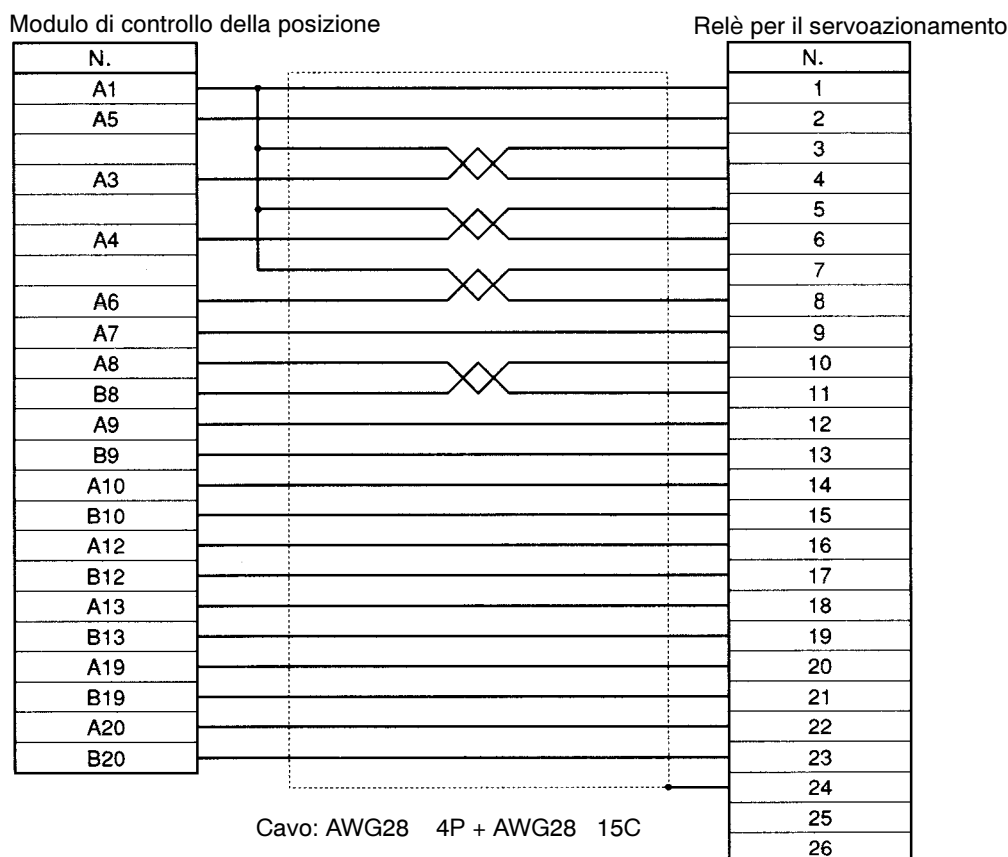 Modulo di controllo della posizione Relè per il servoazionamento
N. N.
A1 1
A5 2
3
A3 4
5
A4 6
7
A6 8
A7 9
A8 10
B8 11
A9 12
B9 13
A10 14
B10 15
A12 16
B12 17
A13 18
B13 19
A19 20
B19 21
A20 22
B20 23
24
25
Cavo: AWG28 4P + AWG28 15C
26